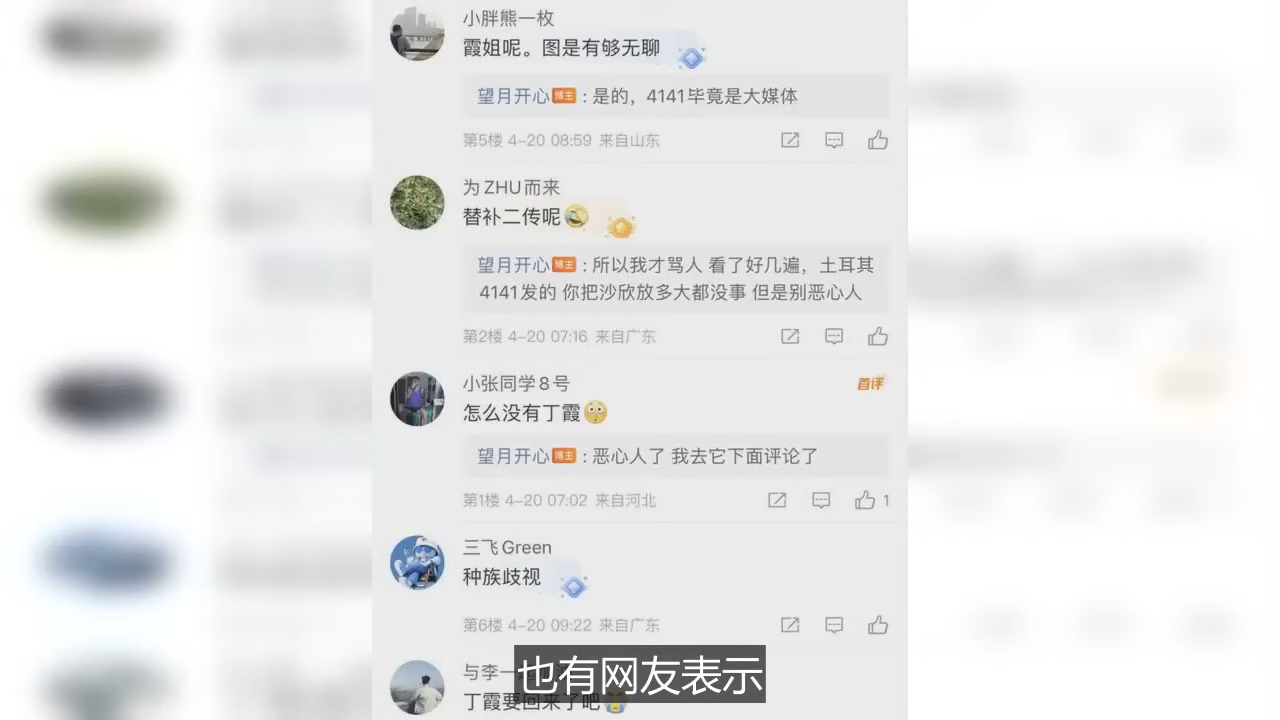 小胖熊一枚
霞姐呢。图是有够无聊
望月开心博主：是的，4141毕竟是大媒体
第5楼 4-20 08:59 来自山东
为ZHU而来
替补二传呢
望月开心博主：所以我才骂人 看了好几遍，土耳其
4141发的 你把沙欣放多大都没事 但是别恶心人
第2楼 4-20 07:16 来自广东
小张同学8号
首评
怎么没有丁霞
望月开心博主：恶心人了 我去它下面评论了
第1楼 4-20 07:02 来自河北
1
三飞Green
种族歧视
第6楼 4-20 09:22 来自广东
与李一
丁霞要回来了吧
也有网友表示